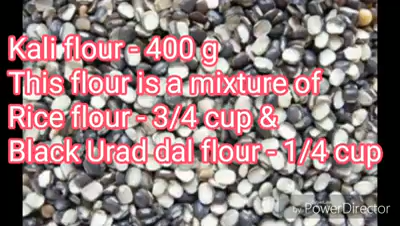 Kali flour - 400 g
This flour is a mixture of
Rice flour - 3/4 cup &
Black Urad dal flour - 1/4 cup
by PowerDirector